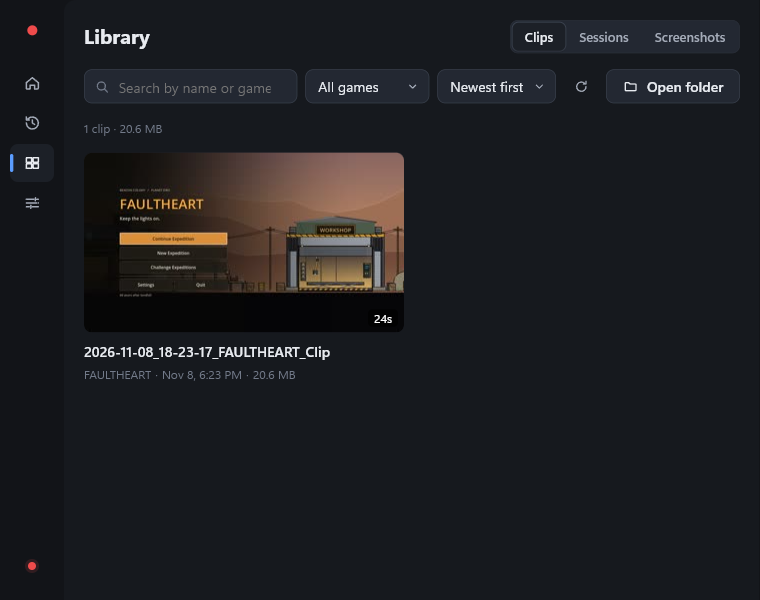 Library
Clips
Sessions
Screenshots
Search by name or game
All games
Newest first
Open folder
1 clip · 20.6 MB
FAULTHEART
Keep the lights on.
Continue Expedition
New Expedition
Challenge Expeditions
Settings
Quit
WORKSHOP
24s
2026-11-08_18-23-17_FAULTHEART_Clip
FAULTHEART · Nov 8, 6:23 PM · 20.6 MB